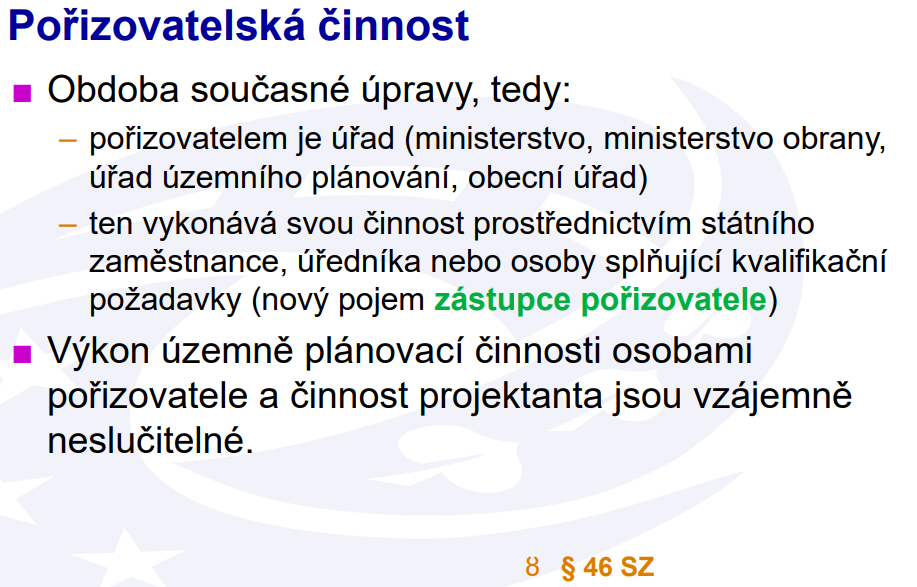 Pořizovatelská činnost
■ Obdoba současné úpravy, tedy:
– pořizovatelem je úřad (ministerstvo, ministerstvo obrany,
úřad územního plánování, obecní úřad)
– ten vykonává svou činnost prostřednictvím státního
zaměstnance, úředníka nebo osoby splňující kvalifikační
požadavky (nový pojem zástupce pořizovatele)
■ Výkon územně plánovací činnosti osobami
pořizovatele a činnost projektanta jsou vzájemně
neslučitelné.
8 § 46 SZ